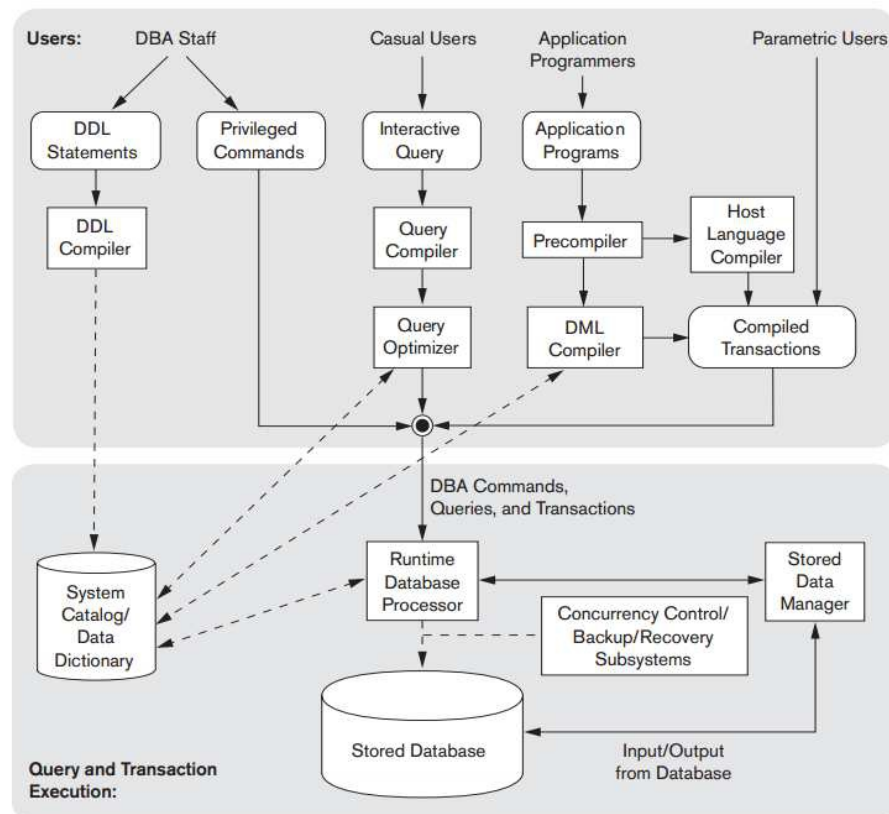 Users: DBA Staff Casual Users Application Parametric Users
Programmers
DDL Privileged Interactive Application
Statements Commands Query Programs
Host
DDL Query Precompiler Language
Compiler Compiler Compiler
Query DML Compiled
Optimizer Compiler Transactions
DBA Commands,
Queries, and Transactions
Runtime Stored
Database Data
Processor Manager
System
Catalog/
Data
Dictionary
Concurrency Control/
Backup/Recovery
Subsystems
Stored Database
Input/Output
from Database
Query and Transaction
Execution: